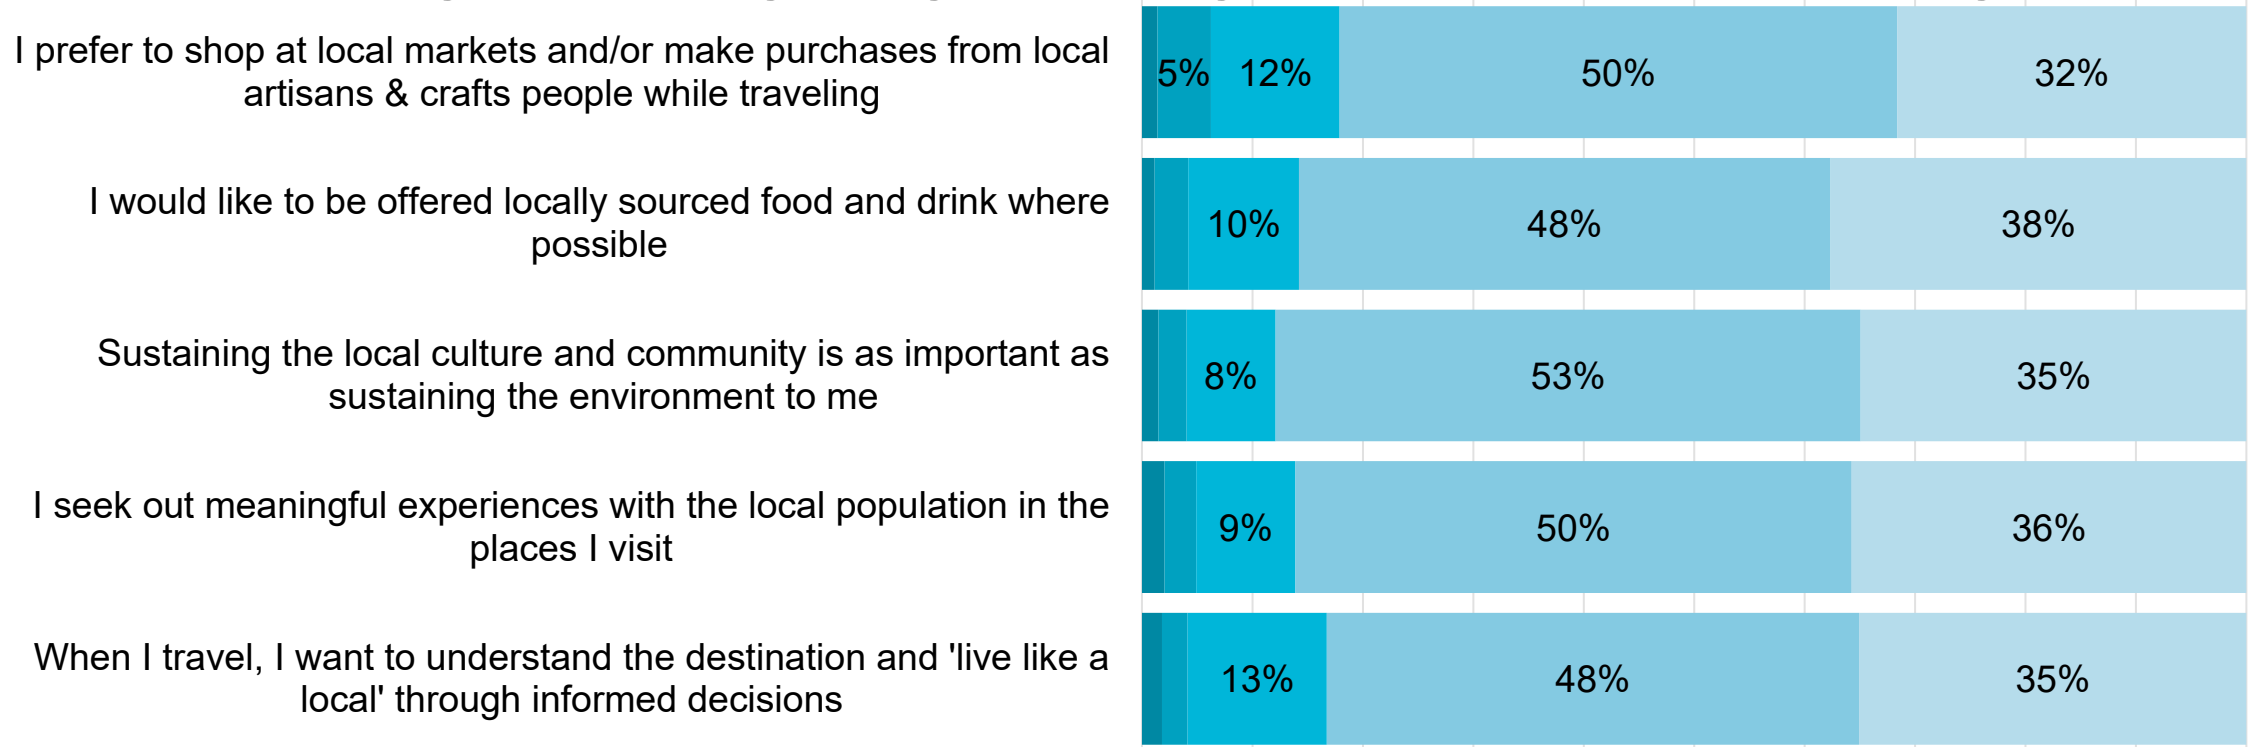 I prefer to shop at local markets and/or make purchases from local
artisans & crafts people while traveling
5% 12% 50% 32%
I would like to be offered locally sourced food and drink where
possible
10% 48% 38%
Sustaining the local culture and community is as important as
sustaining the environment to me
8% 53% 35%
I seek out meaningful experiences with the local population in the
places I visit
9% 50% 36%
When I travel, I want to understand the destination and 'live like a
local' through informed decisions
13% 48% 35%